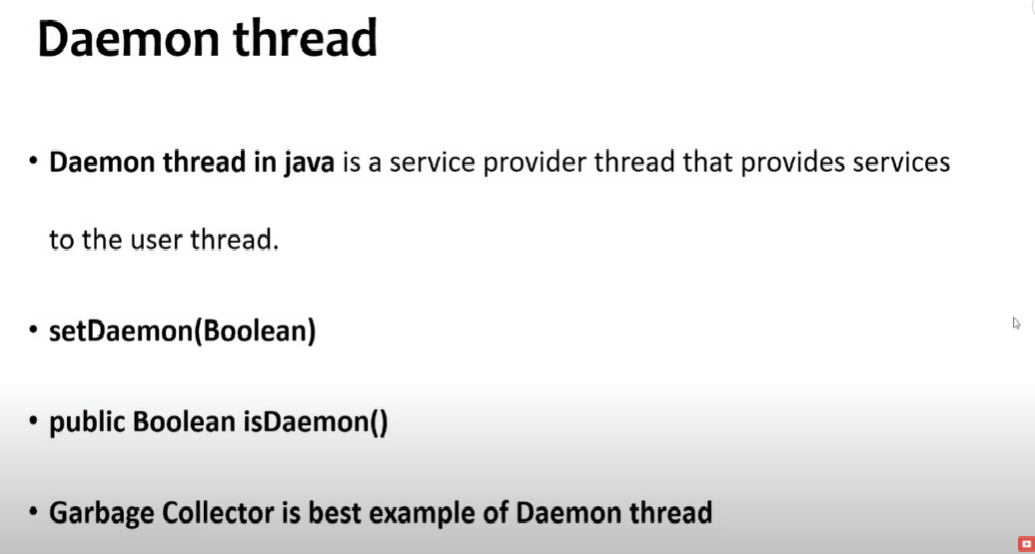 Daemon thread
• Daemon thread in java is a service provider thread that provides services
to the user thread.
• setDaemon(Boolean)
• public Boolean isDaemon()
• Garbage Collector is best example of Daemon thread